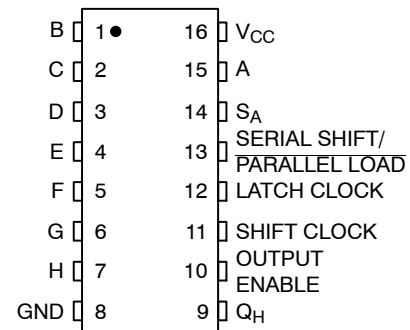 B 1 16 VCC
C 2 15 A
D 3 14 SA
E 4 13 SERIAL SHIFT/
PARALLEL LOAD
F 5 12 LATCH CLOCK
G 6 11 SHIFT CLOCK
H 7 10 OUTPUT
ENABLE
GND 8 9 QH